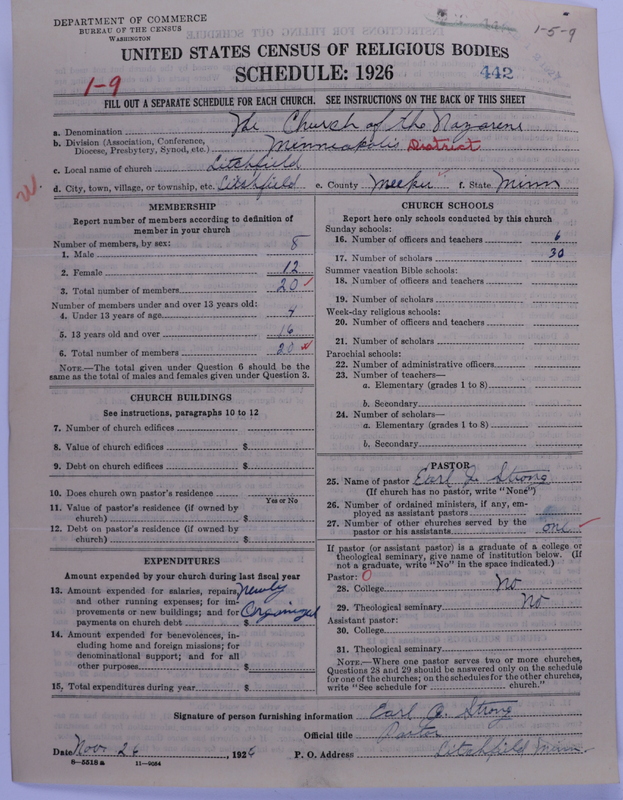 DEPARTMENT OF COMMERCE
BUREAU OF THE CENSUS
WASHINGTON
1-5-9
UNITED STATES CENSUS OF RELIGIOUS BODIES
SCHEDULE: 1926
442
1-9
FILL OUT A SEPARATE SCHEDULE FOR EACH CHURCH. SEE INSTRUCTIONS ON THE BACK OF THIS SHEET
a. Denomination The Church of the Nazarene
b. Division (Association, Conference, Diocese, Presbytery, Synod, etc.) Minneapolis District
c. Local name of church Litchfield
d. City, town, village, or township, etc. Litchfield e. County Meeker f. State Minn
W.
MEMBERSHIP
Report number of members according to definition of
member in your church
Number of members, by sex:
1. Male 8
2. Female 12
3. Total number of members 20
Number of members under and over 13 years old:
4. Under 13 years of age 4
5. 13 years old and over 16
6. Total number of members 20
NOTE.—The total given under Question 6 should be
same as the total of males and females given under Question 3.
CHURCH BUILDINGS
See instructions, paragraphs 10 to 12
7. Number of church edifices
8. Value of church edifices $
9. Debt on church edifices $
10. Does church own pastor's residence
Yes or No
11. Value of pastor's residence (if owned by
church) $
12. Debt on pastor's residence (if owned by
church) $
EXPENDITURES
Amount expended by your church during last fiscal year
13. Amount expended for salaries, repairs, Newly
and other running expenses; for im-
provements or new buildings; and for Organized
payments on church debt $
14. Amount expended for benevolences, in-
cluding home and foreign missions; for
denominational support; and for all
other purposes $
15. Total expenditures during year $
CHURCH SCHOOLS
Report here only schools conducted by this church
Sunday schools:
16. Number of officers and teachers 6
17. Number of scholars 30
Summer vacation Bible schools:
18. Number of officers and teachers
19. Number of scholars
Week-day religious schools:
20. Number of officers and teachers
21. Number of scholars
Parochial schools:
22. Number of administrative officers
23. Number of teachers—
a. Elementary (grades 1 to 8)
b. Secondary
24. Number of scholars—
a. Elementary (grades 1 to 8)
b. Secondary
PASTOR
25. Name of pastor Earl J. Strong
(If church has no pastor, write "None")
26. Number of ordained ministers, if any, em-
ployed as assistant pastors
27. Number of other churches served by the
pastor or his assistants one
If pastor (or assistant pastor) is a graduate of a college or
theological seminary, give name of institution below. (If
not a graduate, write "No" in the space indicated.)
Pastor: 0
28. College No
29. Theological seminary No
Assistant pastor:
30. College
31. Theological seminary
NOTE.—Where one pastor serves two or more churches,
Questions 28 and 29 should be answered only on the schedule
for one of the churches; on the schedules for the other churches,
write "See schedule for church."
Signature of person furnishing information Earl J. Strong
Official title Pastor
Date Nov. 26, 1926 P. O. Address Litchfield Minn
8—5518 a 11—9084